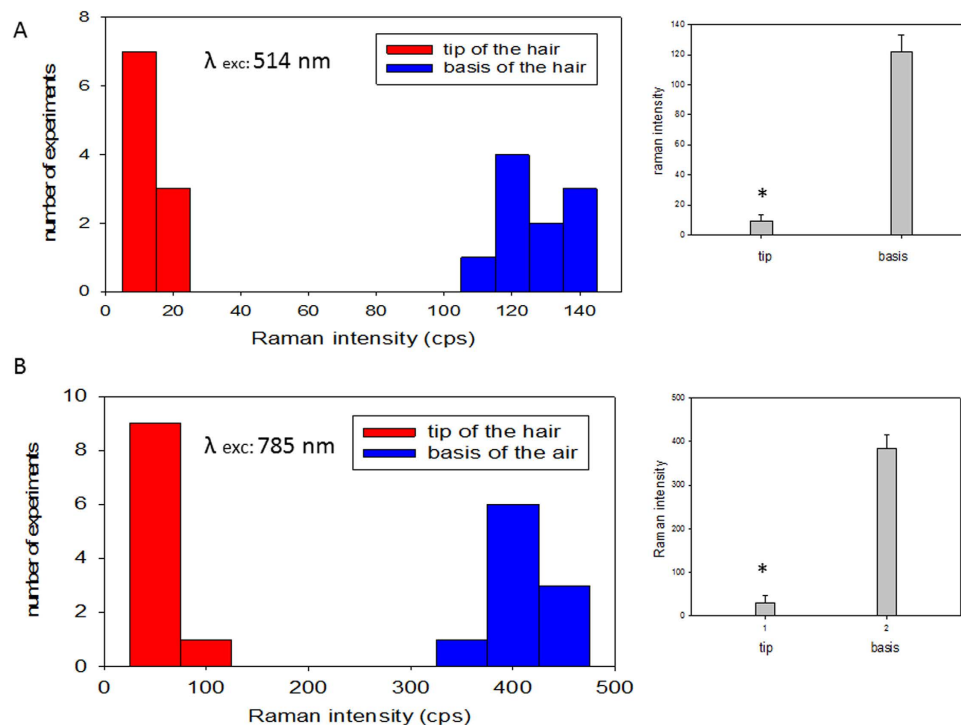 A
number of experiments
8
6
4
2
0
λ exc: 514 nm
tip of the hair
basis of the hair
0 20 40 60 80 100 120 140
Raman intensity (cps)
raman intensity
140
120
100
80
60
40
20
0
*
tip basis
B
number of experiments
10
8
6
4
2
0
λ exc: 785 nm
tip of the hair
basis of the air
0 100 200 300 400 500
Raman intensity (cps)
Raman intensity
500
400
300
200
100
0
*
1 2
tip basis